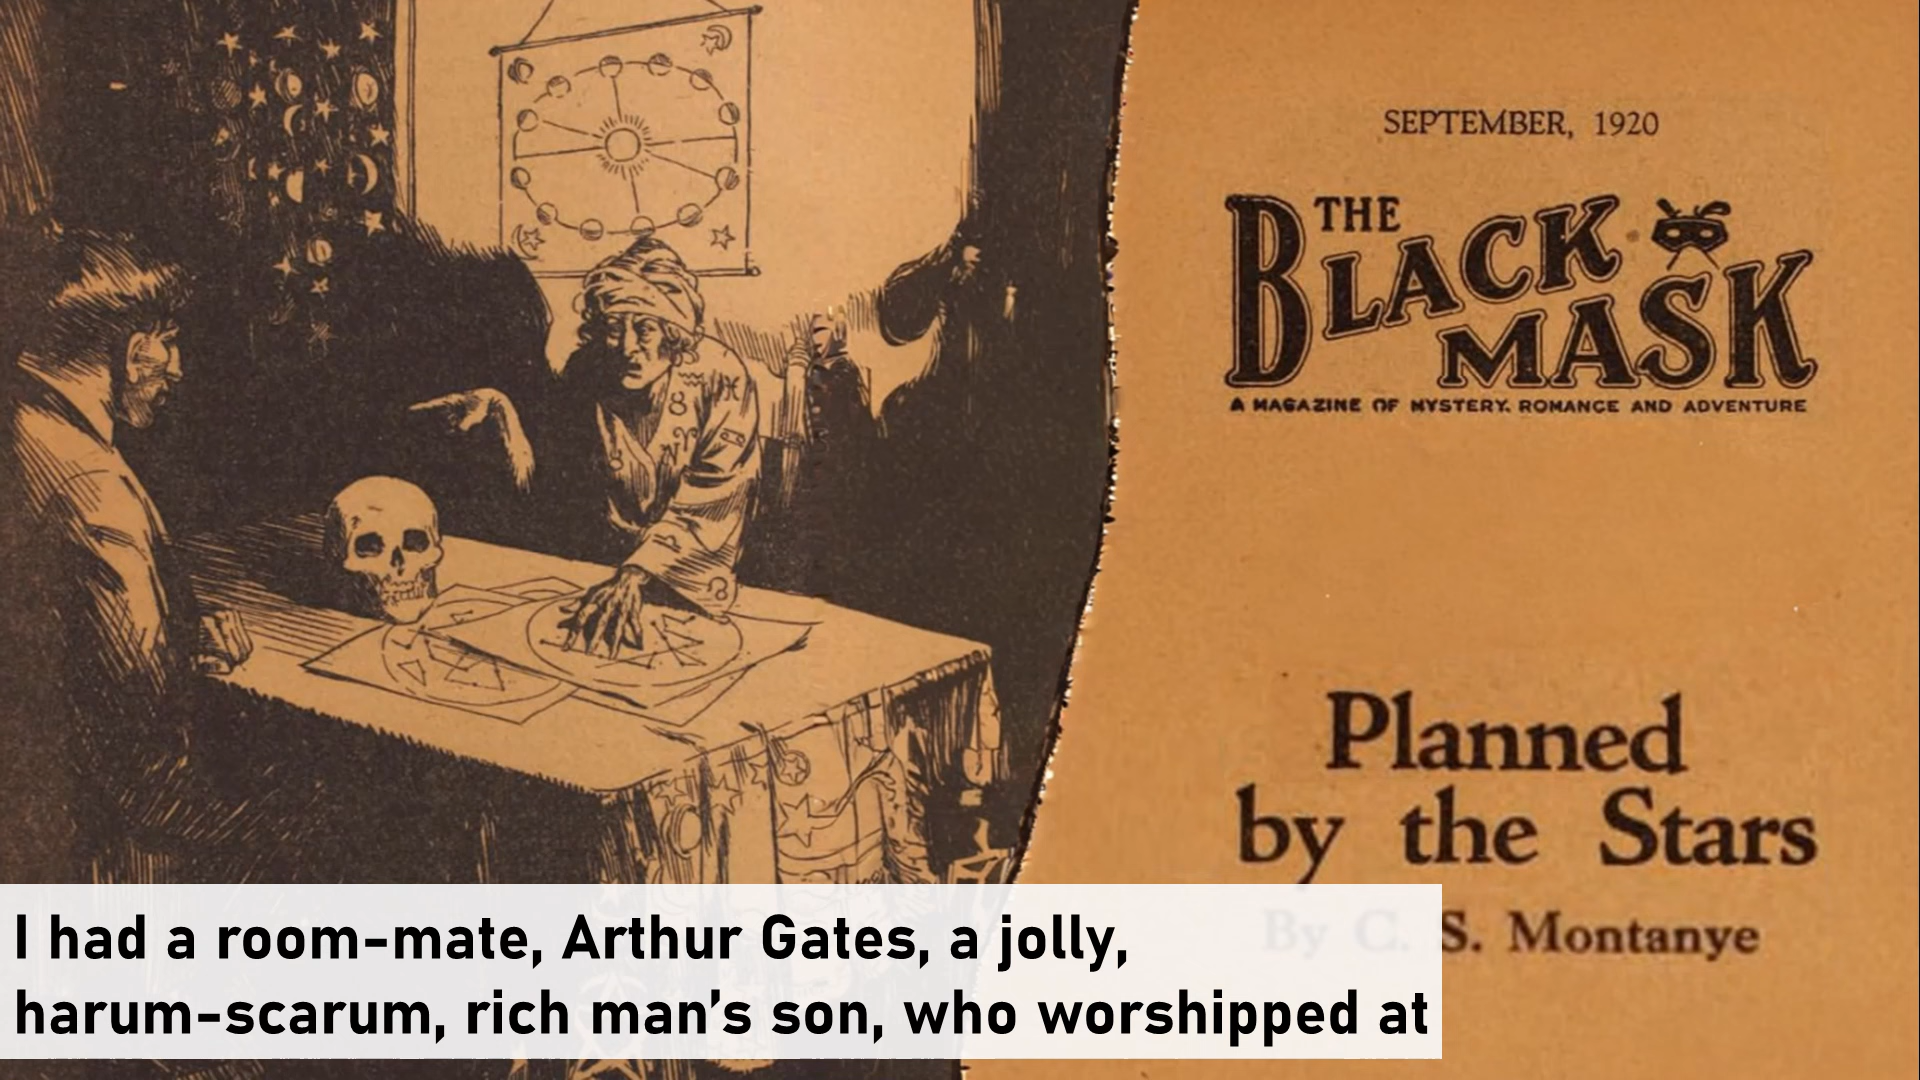 SEPTEMBER, 1920
THE
BLACK
MASK
A MAGAZINE OF MYSTERY, ROMANCE AND ADVENTURE
Planned
by the Stars
By C. S. Montanye
I had a room-mate, Arthur Gates, a jolly,
harum-scarum, rich man’s son, who worshipped at